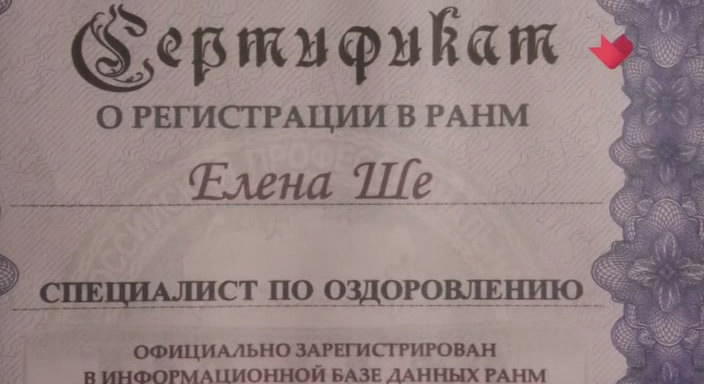 Сертификат
О РЕГИСТРАЦИИ В РАНМ
Елена Ше
СПЕЦИАЛИСТ ПО ОЗДОРОВЛЕНИЮ
ОФИЦИАЛЬНО ЗАРЕГИСТРИРОВАН
В ИНФОРМАЦИОННОЙ БАЗЕ ДАННЫХ РАНМ